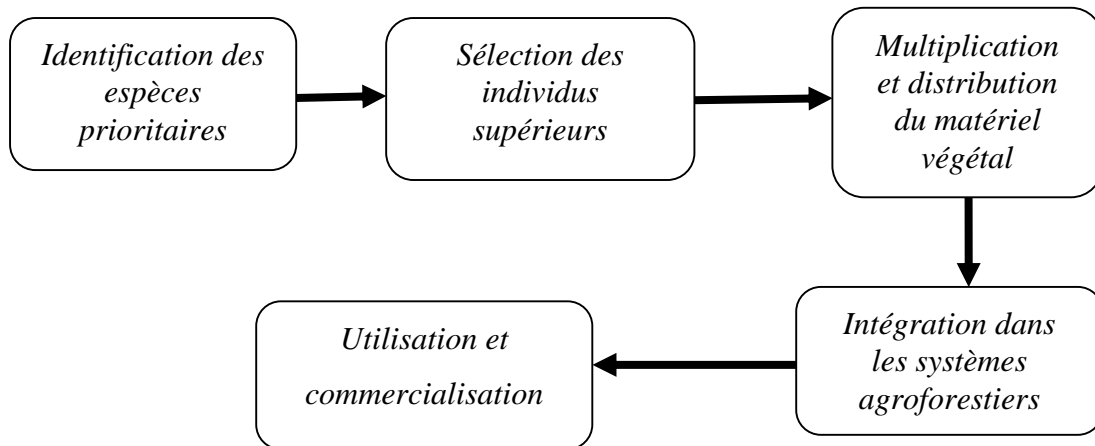 Identification des
espèces
prioritaires
Sélection des
individus
supérieurs
Multiplication
et distribution
du matériel
végétal
Intégration dans
les systèmes
agroforestiers
Utilisation et
commercialisation